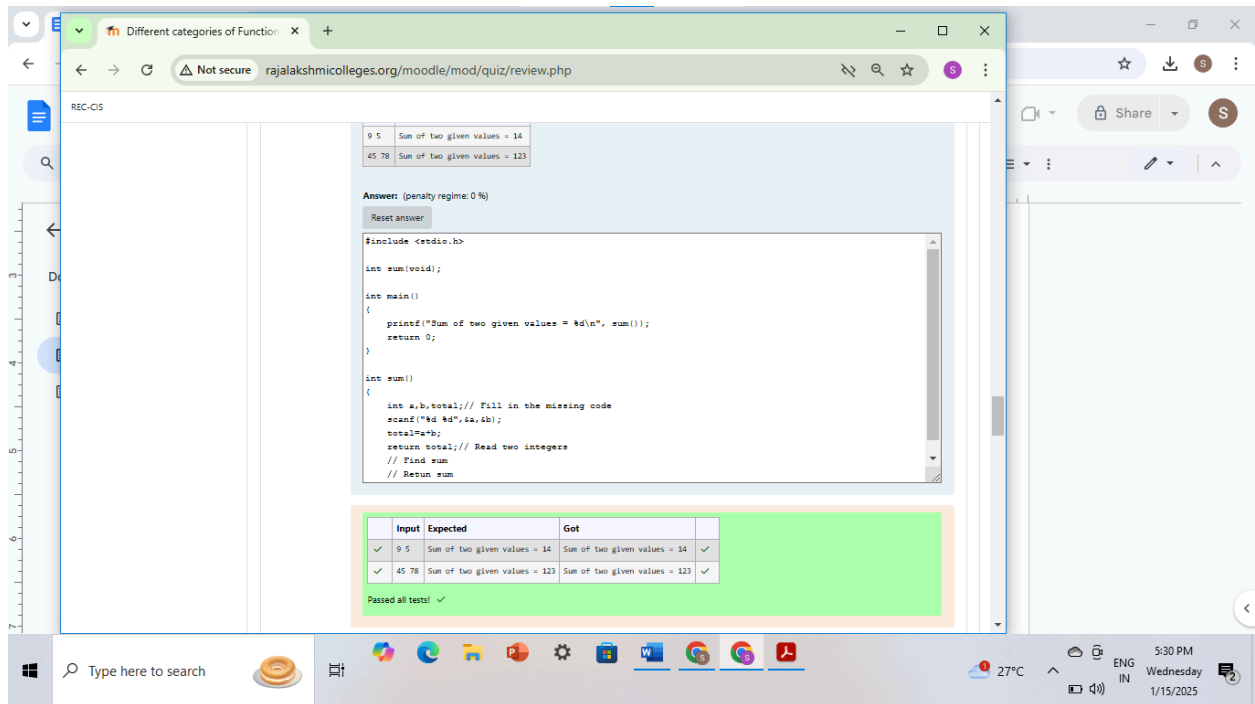 Different categories of Function
Not secure rajalakshmicolleges.org/moodle/mod/quiz/review.php
S
S
REC-CIS
Share
S
9 5 Sum of two given values = 14
45 78 Sum of two given values = 123
Answer: (penalty regime: 0 %)
Reset answer
#include <stdio.h>
int sum(void);
int main()
{
printf("Sum of two given values = %d\n", sum());
return 0;
}
int sum()
{
int a,b,total;// Fill in the missing code
scanf("%d %d",&a,&b);
total=a+b;
return total;// Read two integers
// Find sum
// Retun sum
Input Expected Got
9 5 Sum of two given values = 14 Sum of two given values = 14
45 78 Sum of two given values = 123 Sum of two given values = 123
Passed all tests!
3
4
5
6
7
Type here to search
27°C
ENG
IN
5:30 PM
Wednesday
1/15/2025
2